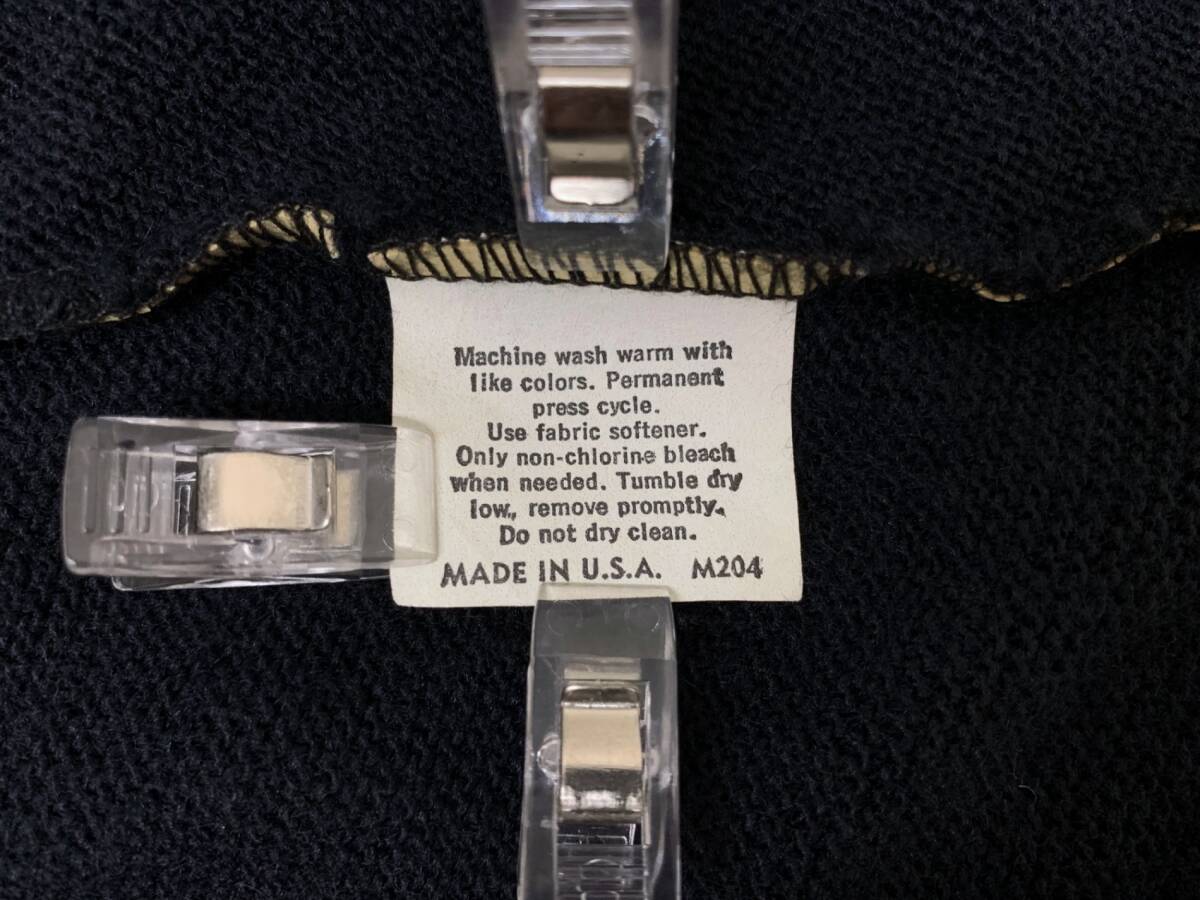 Machine wash warm with
like colors. Permanent
press cycle.
Use fabric softener.
Only non-chlorine bleach
when needed. Tumble dry
low, remove promptly.
Do not dry clean.
MADE IN U.S.A. M204